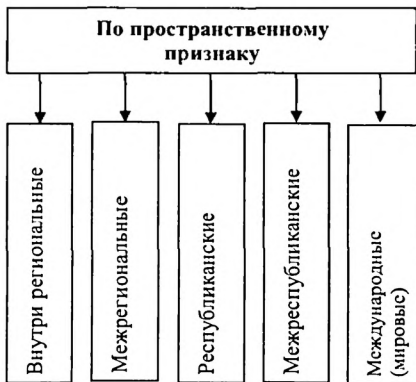 По пространственному
признаку
Внутри региональные
Межрегиональные
Республиканские
Межреспубликанские
Международные
(мировые)